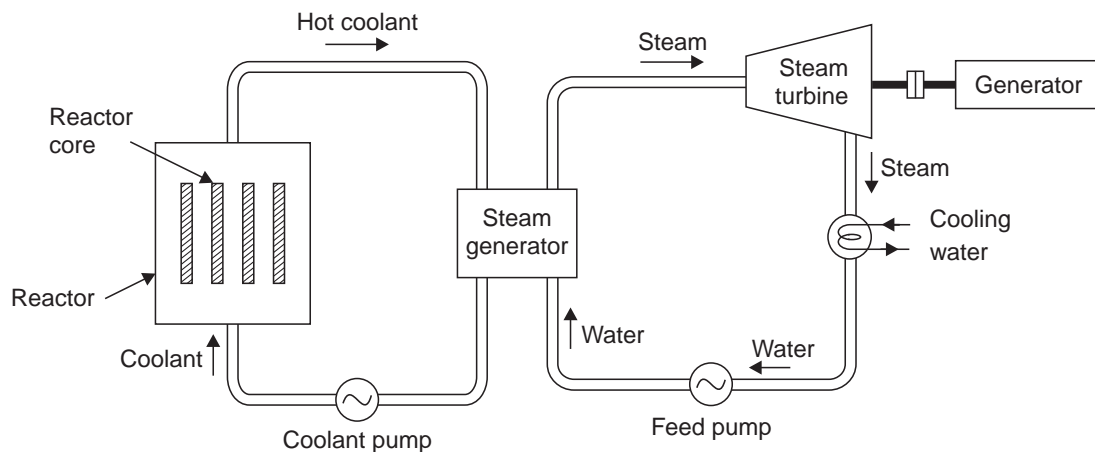 Hot coolant
Steam
Steam
turbine
Generator
Reactor
core
Steam
Steam
generator
Cooling
water
Reactor
Coolant
Water
Water
Coolant pump
Feed pump